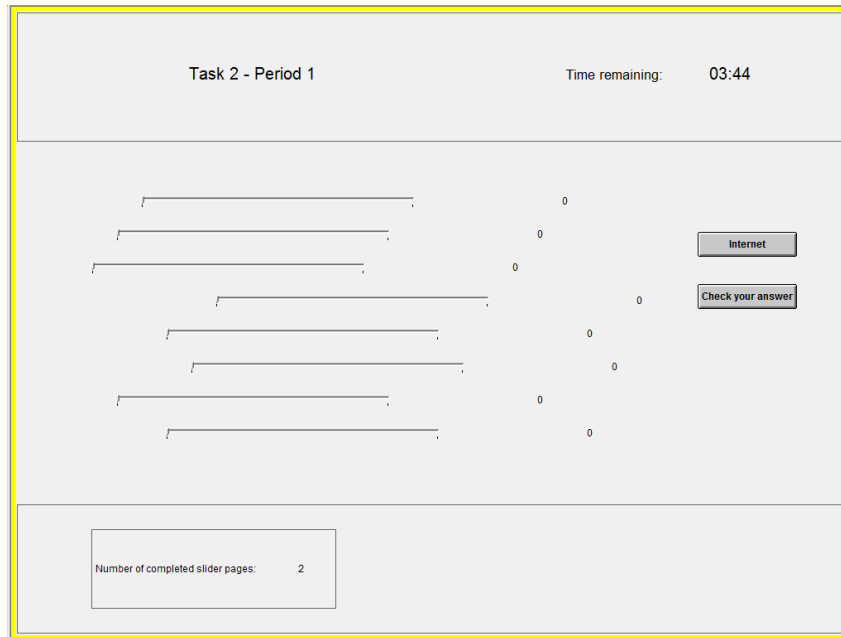 Task 2 - Period 1
Time remaining: 03:44
0
0
Internet
0
Check your answer
0
0
0
0
0
Number of completed slider pages: 2